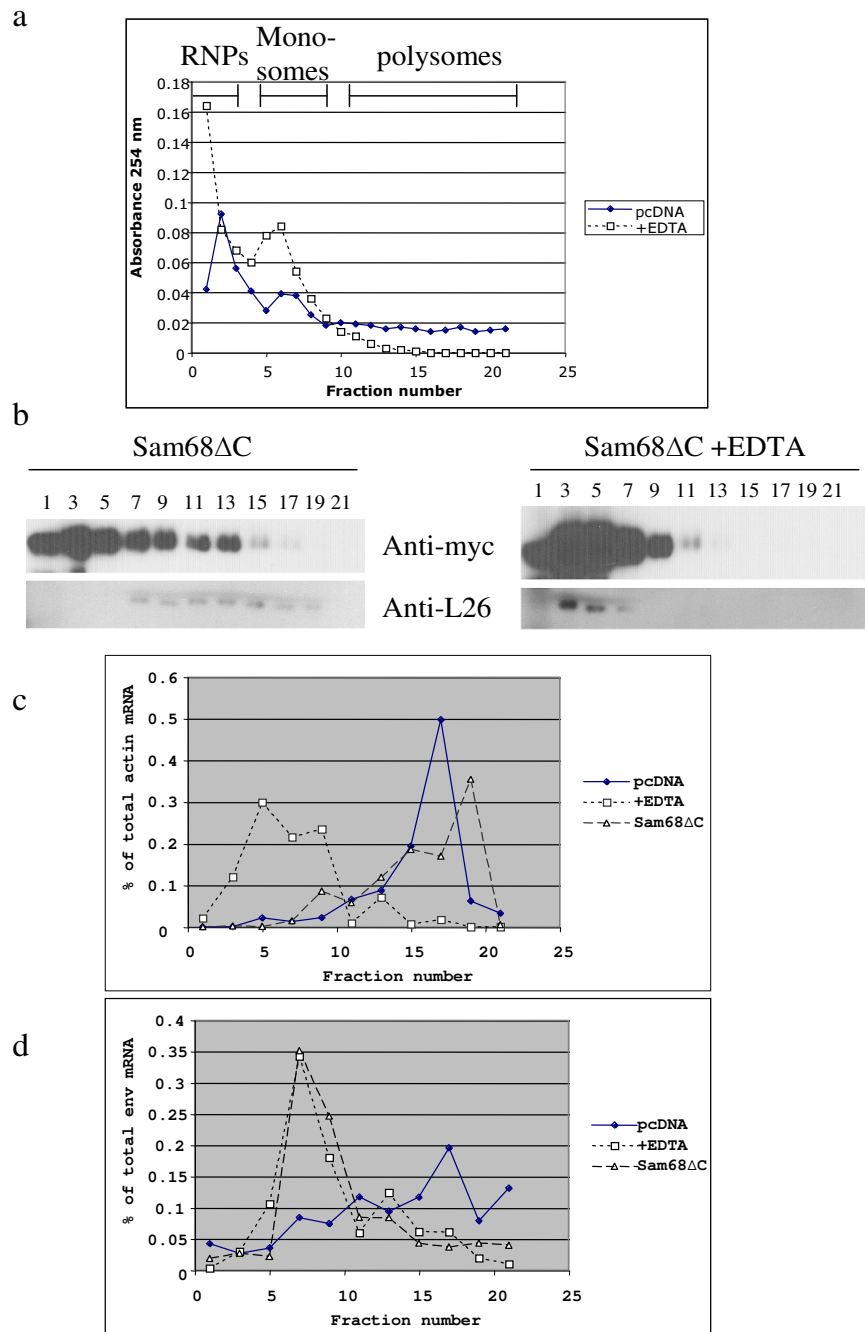 a
RNPs
Mono-
somes
polysomes
0.18
0.16
0.14
0.12
0.1
0.08
0.06
0.04
0.02
0
Absorbance 254 nm
0 5 10 15 20 25
Fraction number
pcDNA
+EDTA
b
Sam68ΔC
Sam68ΔC +EDTA
1 3 5 7 9 11 13 15 17 19 21
1 3 5 7 9 11 13 15 17 19 21
Anti-myc
Anti-L26
c
0.6
0.5
0.4
0.3
0.2
0.1
0
% of total actin mRNA
0 5 10 15 20 25
Fraction number
pcDNA
+EDTA
Sam68ΔC
d
0.4
0.35
0.3
0.25
0.2
0.15
0.1
0.05
0
% of total env mRNA
0 5 10 15 20 25
Fraction number
pcDNA
+EDTA
Sam68ΔC